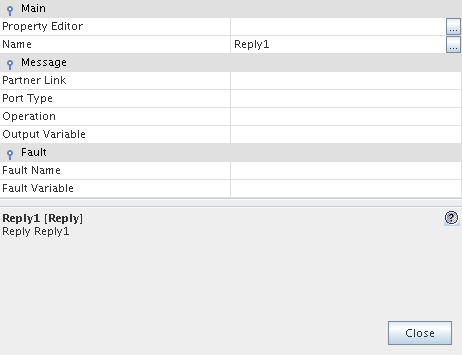 Main
Property Editor ...
Name Reply1 ...
Message
Partner Link
Port Type
Operation
Output Variable
Fault
Fault Name
Fault Variable
Reply1 [Reply] ?
Reply Reply1
Close